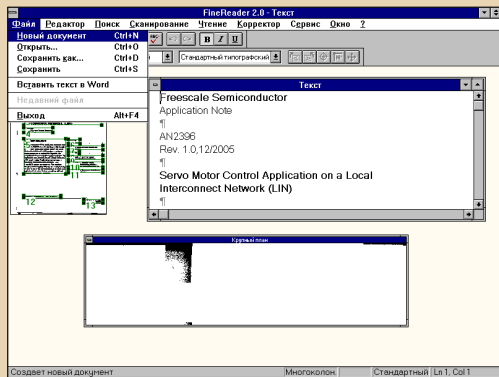 FineReader 2.0 - Текст
Файл Редактор Поиск Сканирование Чтение Корректор Сервис Окно ?
Новый документ Ctrl+N
Открыть... Ctrl+O
Сохранить как... Ctrl+D
Сохранить Ctrl+S
Вставить текст в Word
Недавний файл
Выход Alt+F4
B I U
Стандартный типографский
Текст
Freescale Semiconductor
Application Note
¶
AN2396
Rev. 1.0,12/2005
¶
Servo Motor Control Application on a Local
Interconnect Network (LIN)
¶
12 13
Крупный план
Создает новый документ Многоколон. Стандартный Ln 1, Col 1